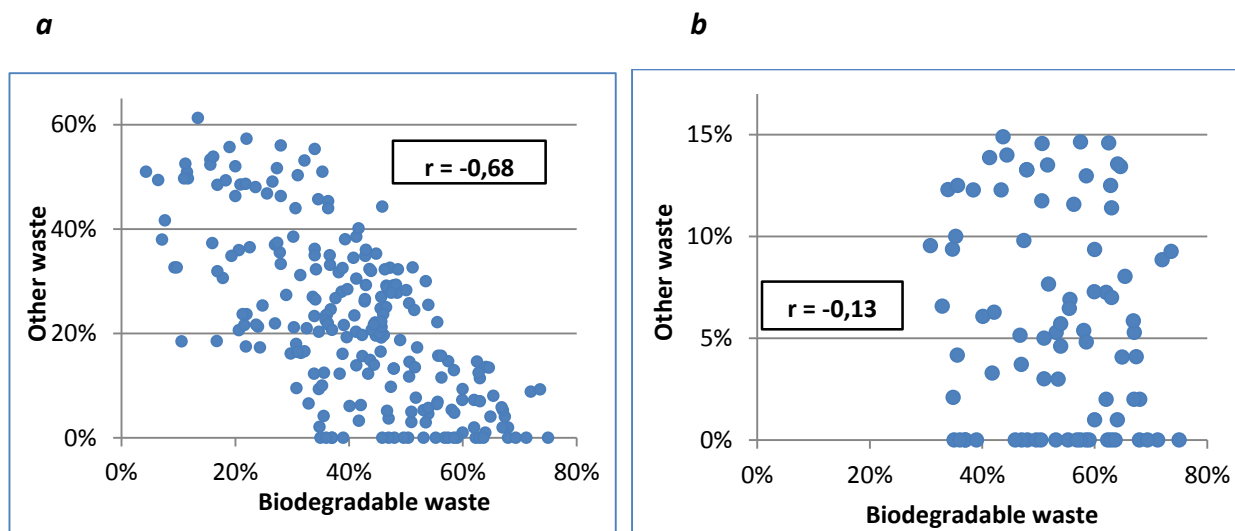 a
b
Other waste
60%
40%
20%
0%
r = -0,68
0%
20%
40%
60%
80%
Biodegradable waste
Other waste
15%
10%
5%
0%
r = -0,13
0%
20%
40%
60%
80%
Biodegradable waste